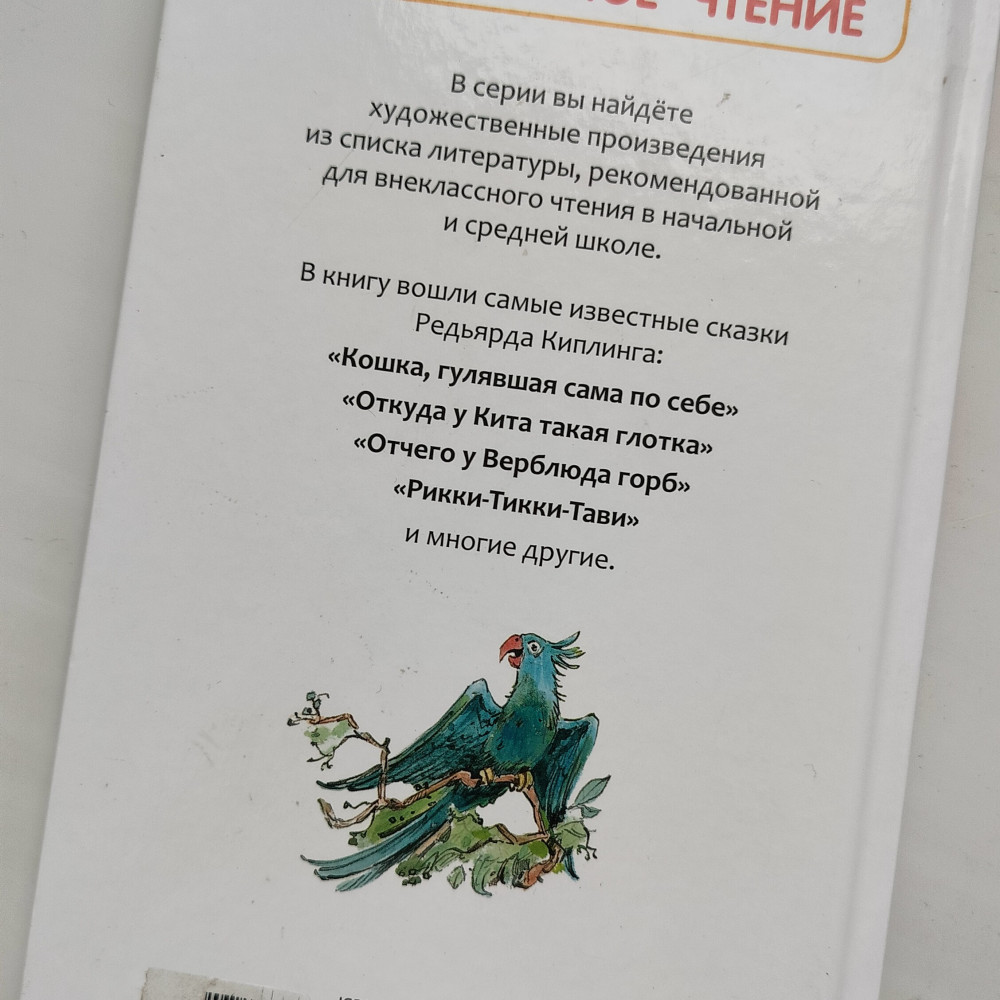 ЧТЕНИЕ
В серии вы найдёте
художественные произведения
из списка литературы, рекомендованной
для внеклассного чтения в начальной
и средней школе.
В книгу вошли самые известные сказки
Редьярда Киплинга:
«Кошка, гулявшая сама по себе»
«Откуда у Кита такая глотка»
«Отчего у Верблюда горб»
«Рикки-Тикки-Тави»
и многие другие.